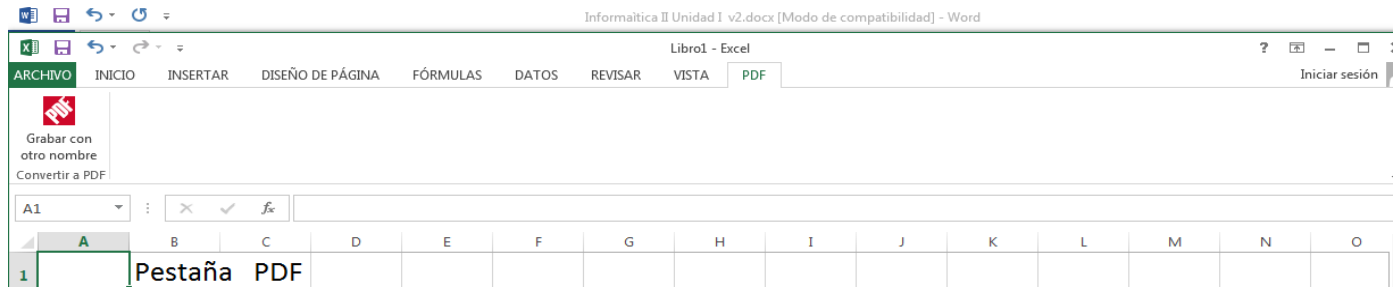 Informaitica II Unidad I v2.docx [Modo de compatibilidad] - Word
Libro1 - Excel
ARCHIVO INICIO INSERTAR DISEÑO DE PÁGINA FÓRMULAS DATOS REVISAR VISTA PDF Iniciar sesión
PDF
Grabar con
otro nombre
Convertir a PDF
A1 fx
A B C D E F G H I J K L M N O
1 Pestaña PDF